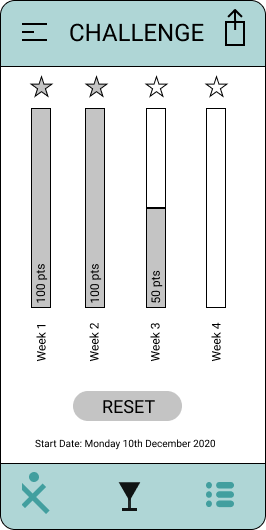 CHALLENGE
100 pts
100 pts
50 pts
Week 1
Week 2
Week 3
Week 4
RESET
Start Date: Monday 10th December 2020